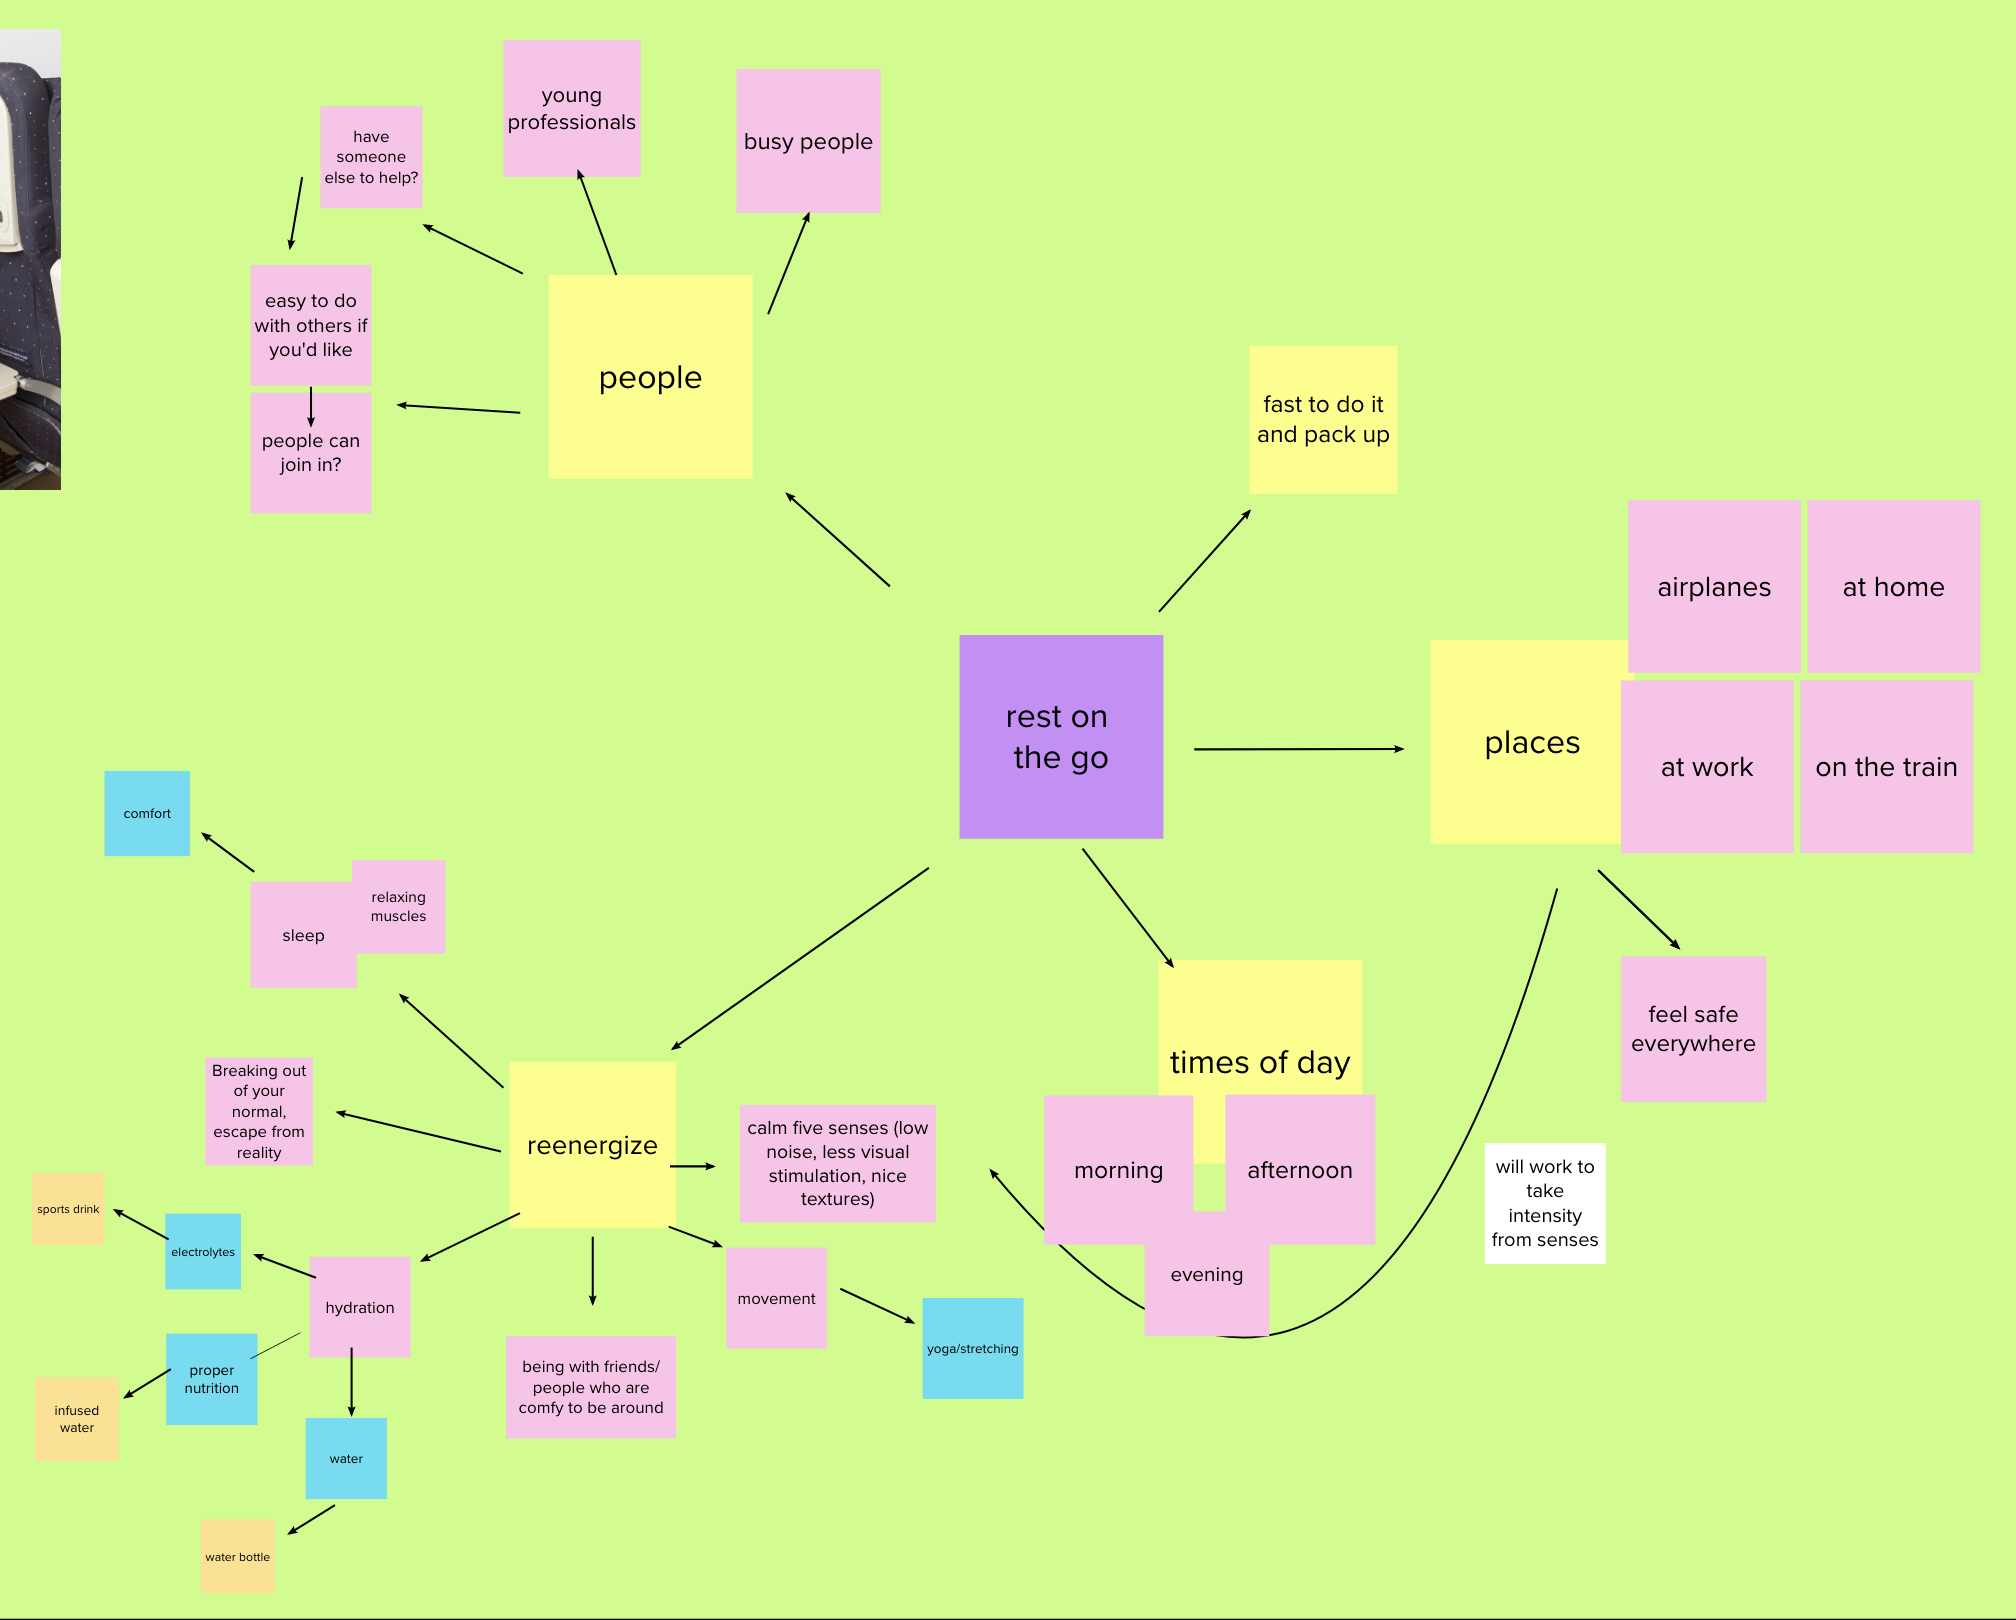 young
professionals
busy people
have
someone
else to help?
easy to do
with others if
you'd like
people can
join in?
people
fast to do it
and pack up
airplanes
at home
rest on
the go
places
at work
on the train
comfort
relaxing
muscles
sleep
feel safe
everywhere
times of day
Breaking out
of your
normal,
escape from
reality
reenergize
calm five senses (low
noise, less visual
stimulation, nice
textures)
morning
afternoon
evening
will work to
take
intensity
from senses
sports drink
electrolytes
hydration
movement
yoga/stretching
proper
nutrition
infused
water
being with friends/
people who are
comfy to be around
water
water bottle